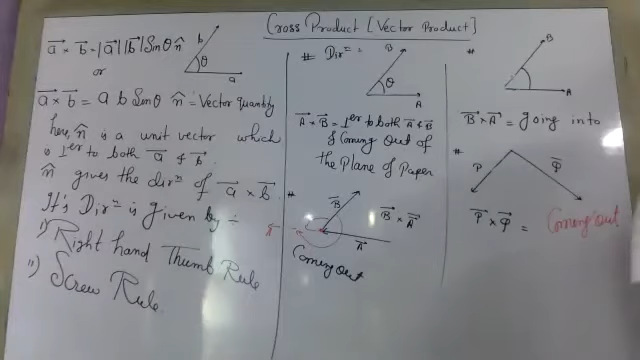 Cross Product [Vector Product]
a⃗ × b⃗ = |a⃗| |b⃗| Sinθ n̂
b
θ
a
or
a⃗ × b⃗ = a b Sinθ n̂ = Vector quantity
here, n̂ is a unit vector which
is ⊥er to both a⃗ & b⃗.
n̂ gives the dirⁿ of a⃗ × b⃗.
It's Dirⁿ is given by ÷
i) Right hand Thumb Rule
ii) Screw Rule
# Dirⁿ =
B
θ
A
A⃗ × B⃗ = ⊥er to both A⃗ & B⃗
& Coming Out of
the Plane of Paper
#
B⃗
B⃗ × A⃗
A⃗
Coming Out
#
B
A
B⃗ × A⃗ = going into
#
P
Q⃗
P⃗ × Q⃗ = Coming out